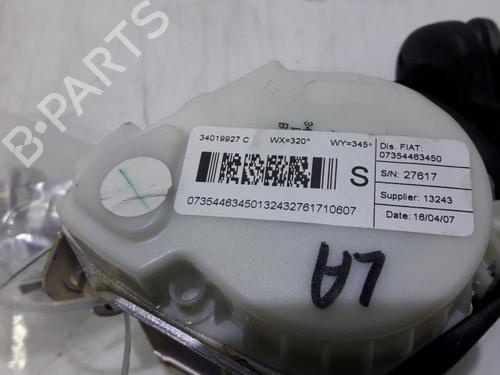 B-PARTS
34019927 C WX=320° WY=345°
S
07354463450132432761710607
Dis. FIAT:
07354463450
S/N: 27617
Supplier: 13243
Date: 16/04/07
LA